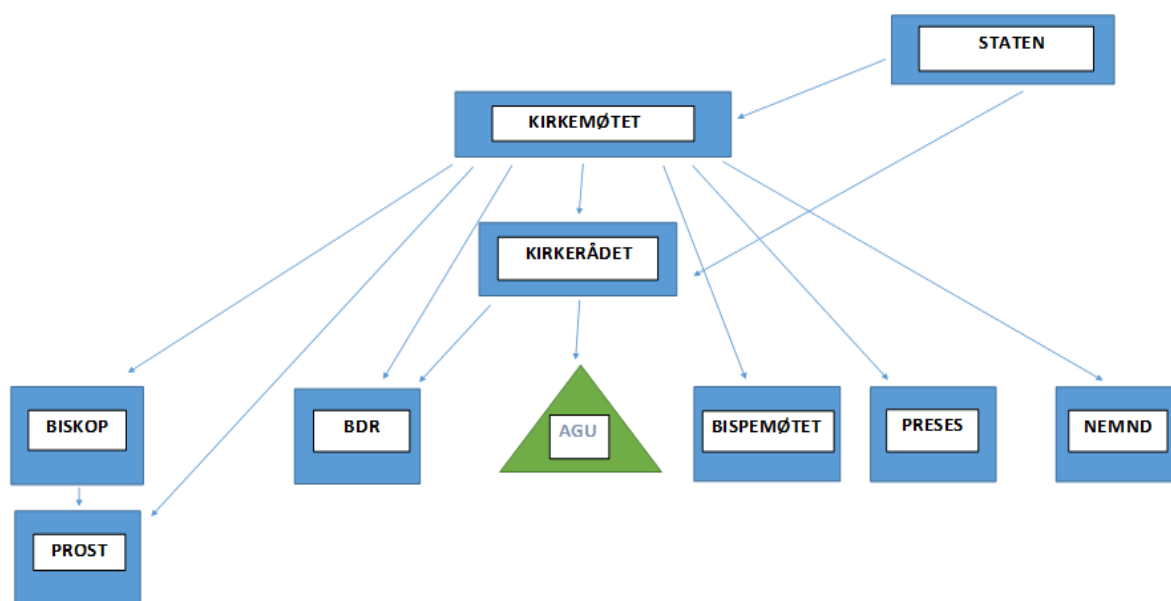 STATEN
KIRKEMØTET
KIRKERÅDET
BISKOP
BDR
AGU
BISPEMØTET
PRESES
NEMND
PROST